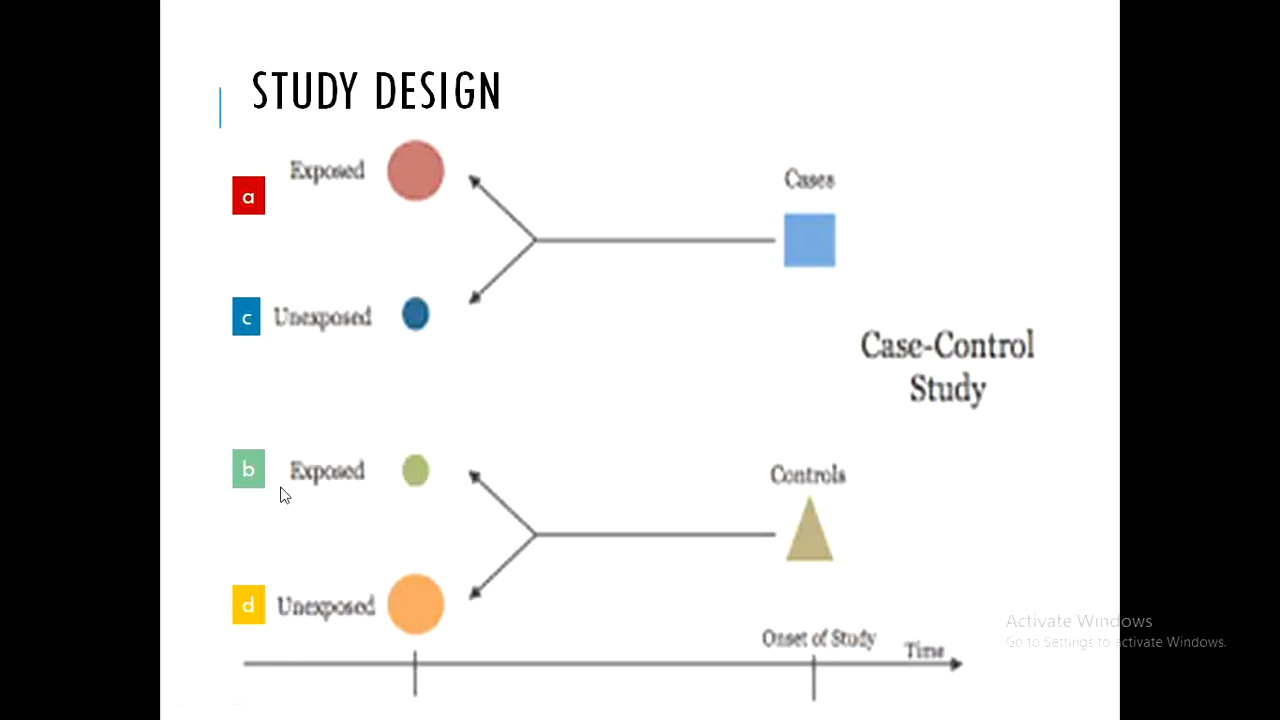 STUDY DESIGN
a
Exposed
Cases
c
Unexposed
Case-Control
Study
b
Exposed
Controls
d
Unexposed
Onset of Study
Time
Activate Windows
Go to Settings to activate Windows.